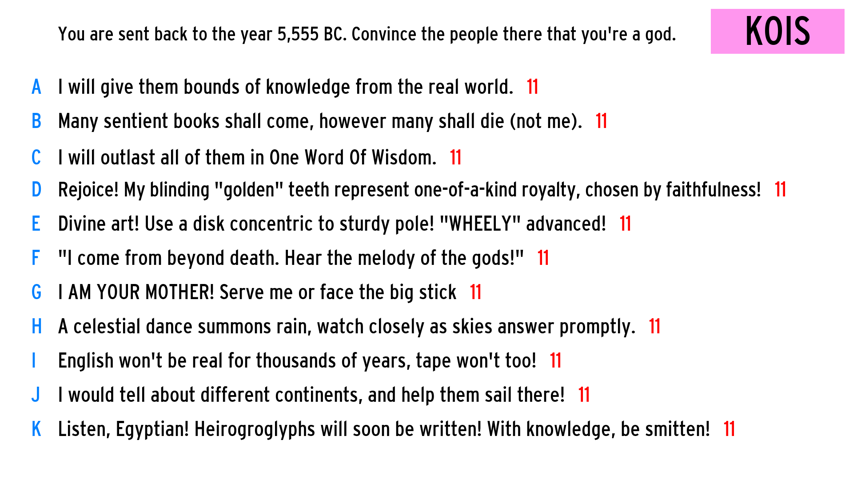 You are sent back to the year 5,555 BC. Convince the people there that you're a god.
KOIS
A I will give them bounds of knowledge from the real world. 11
B Many sentient books shall come, however many shall die (not me). 11
C I will outlast all of them in One Word Of Wisdom. 11
D Rejoice! My blinding "golden" teeth represent one-of-a-kind royalty, chosen by faithfulness! 11
E Divine art! Use a disk concentric to sturdy pole! "WHEELY" advanced! 11
F "I come from beyond death. Hear the melody of the gods!" 11
G I AM YOUR MOTHER! Serve me or face the big stick 11
H A celestial dance summons rain, watch closely as skies answer promptly. 11
I English won't be real for thousands of years, tape won't too! 11
J I would tell about different continents, and help them sail there! 11
K Listen, Egyptian! Heirogroglyphs will soon be written! With knowledge, be smitten! 11